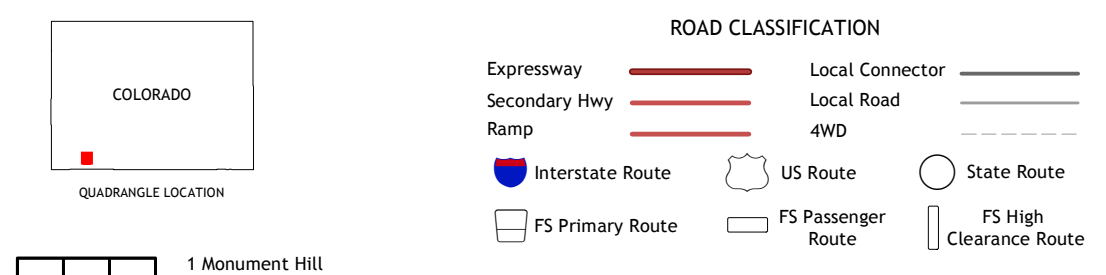 COLORADO
QUADRANGLE LOCATION
ROAD CLASSIFICATION
Expressway
Local Connector
Secondary Hwy
Local Road
Ramp
4WD
Interstate Route
US Route
State Route
FS Primary Route
FS Passenger
Route
FS High
Clearance Route
1 Monument Hill